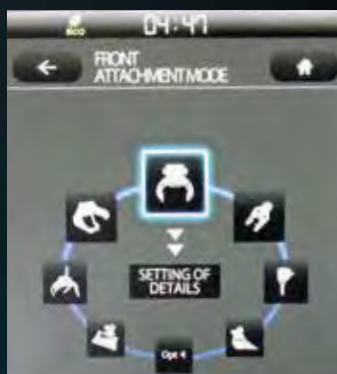 ECO
04:47
FRONT
ATTACHMENT MODE
SETTING OF
DETAILS
Opt 4